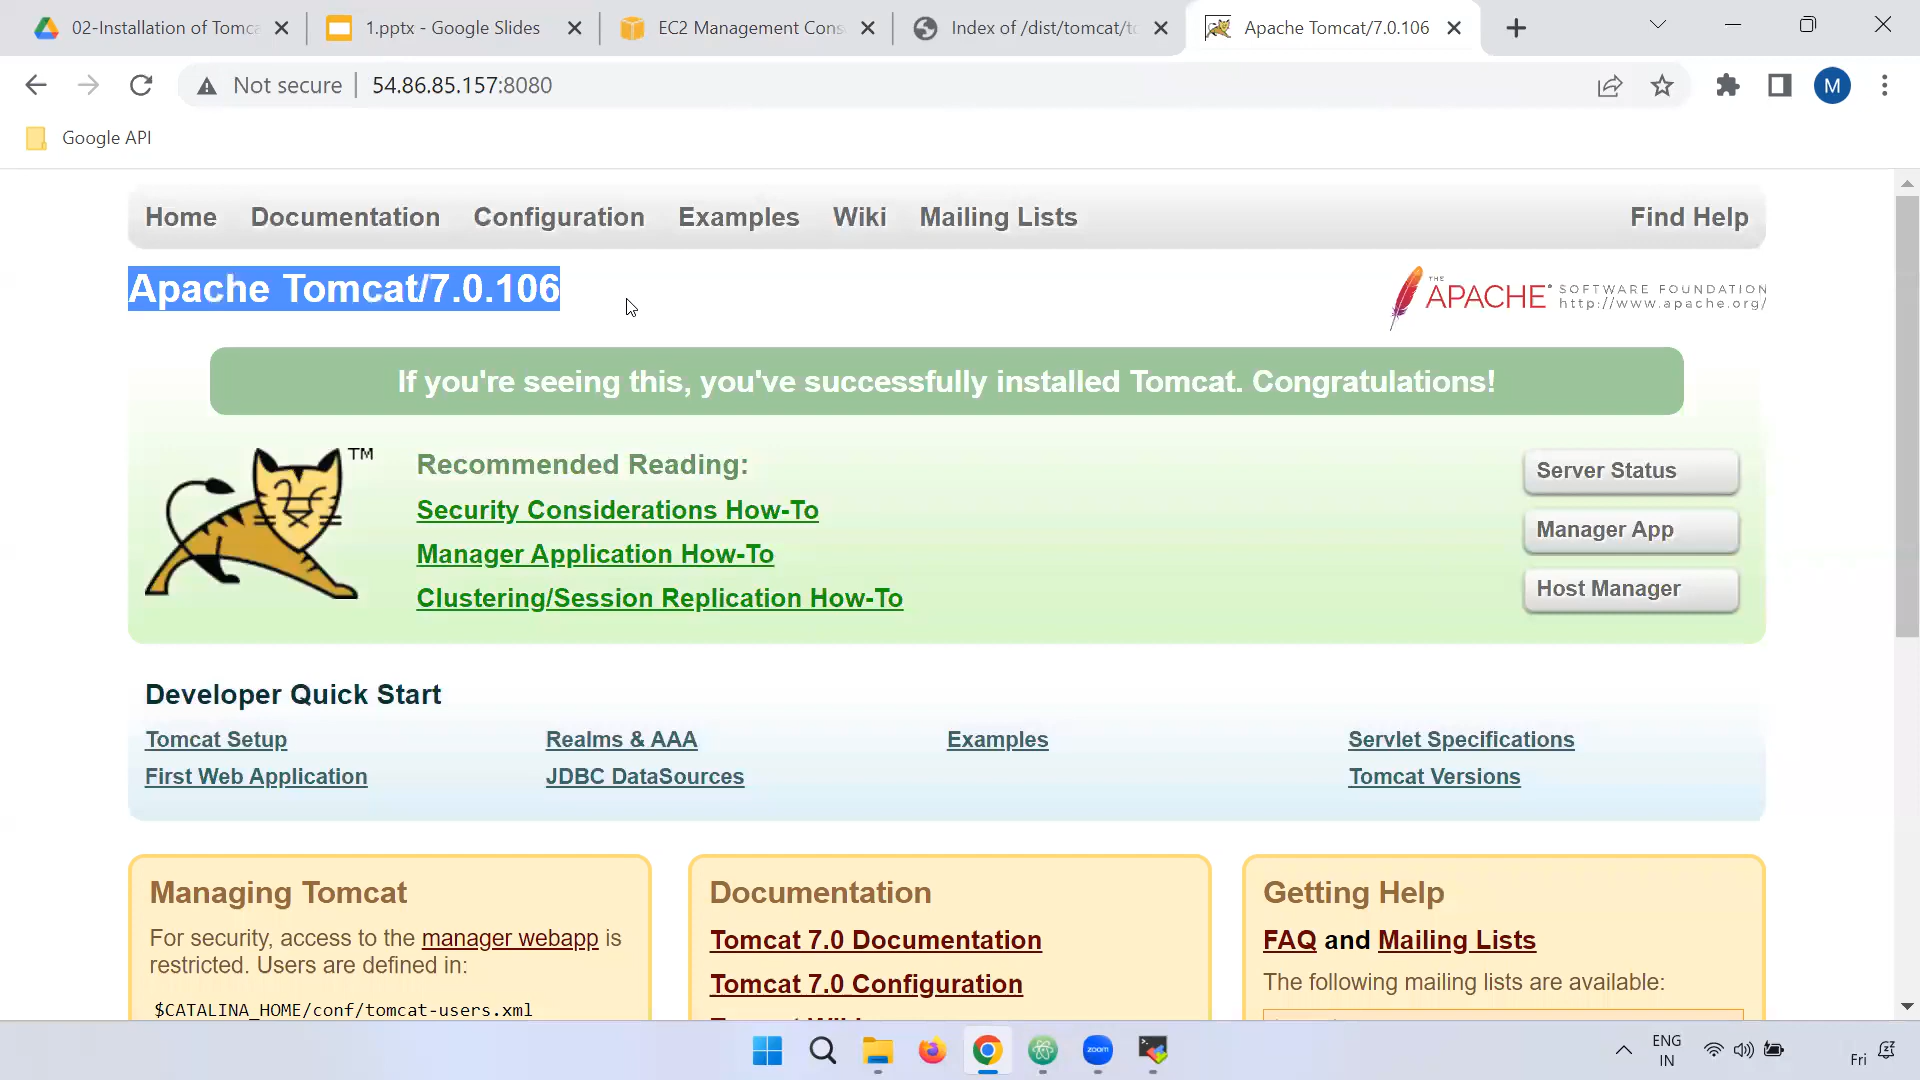 02-Installation of Tomca
1.pptx - Google Slides
EC2 Management Cons
Index of /dist/tomcat/to
Apache Tomcat/7.0.106
Not secure
54.86.85.157:8080
M
Google API
Home
Documentation
Configuration
Examples
Wiki
Mailing Lists
Find Help
Apache Tomcat/7.0.106
THE
APACHE
SOFTWARE FOUNDATION
http://www.apache.org/
If you're seeing this, you've successfully installed Tomcat. Congratulations!
TM
Recommended Reading:
Security Considerations How-To
Manager Application How-To
Clustering/Session Replication How-To
Server Status
Manager App
Host Manager
Developer Quick Start
Tomcat Setup
Realms & AAA
Examples
Servlet Specifications
First Web Application
JDBC DataSources
Tomcat Versions
Managing Tomcat
For security, access to the manager webapp is
restricted. Users are defined in:
$CATALINA_HOME/conf/tomcat-users.xml
Documentation
Tomcat 7.0 Documentation
Tomcat 7.0 Configuration
Getting Help
FAQ and Mailing Lists
The following mailing lists are available:
zoom
ENG
IN
Fri